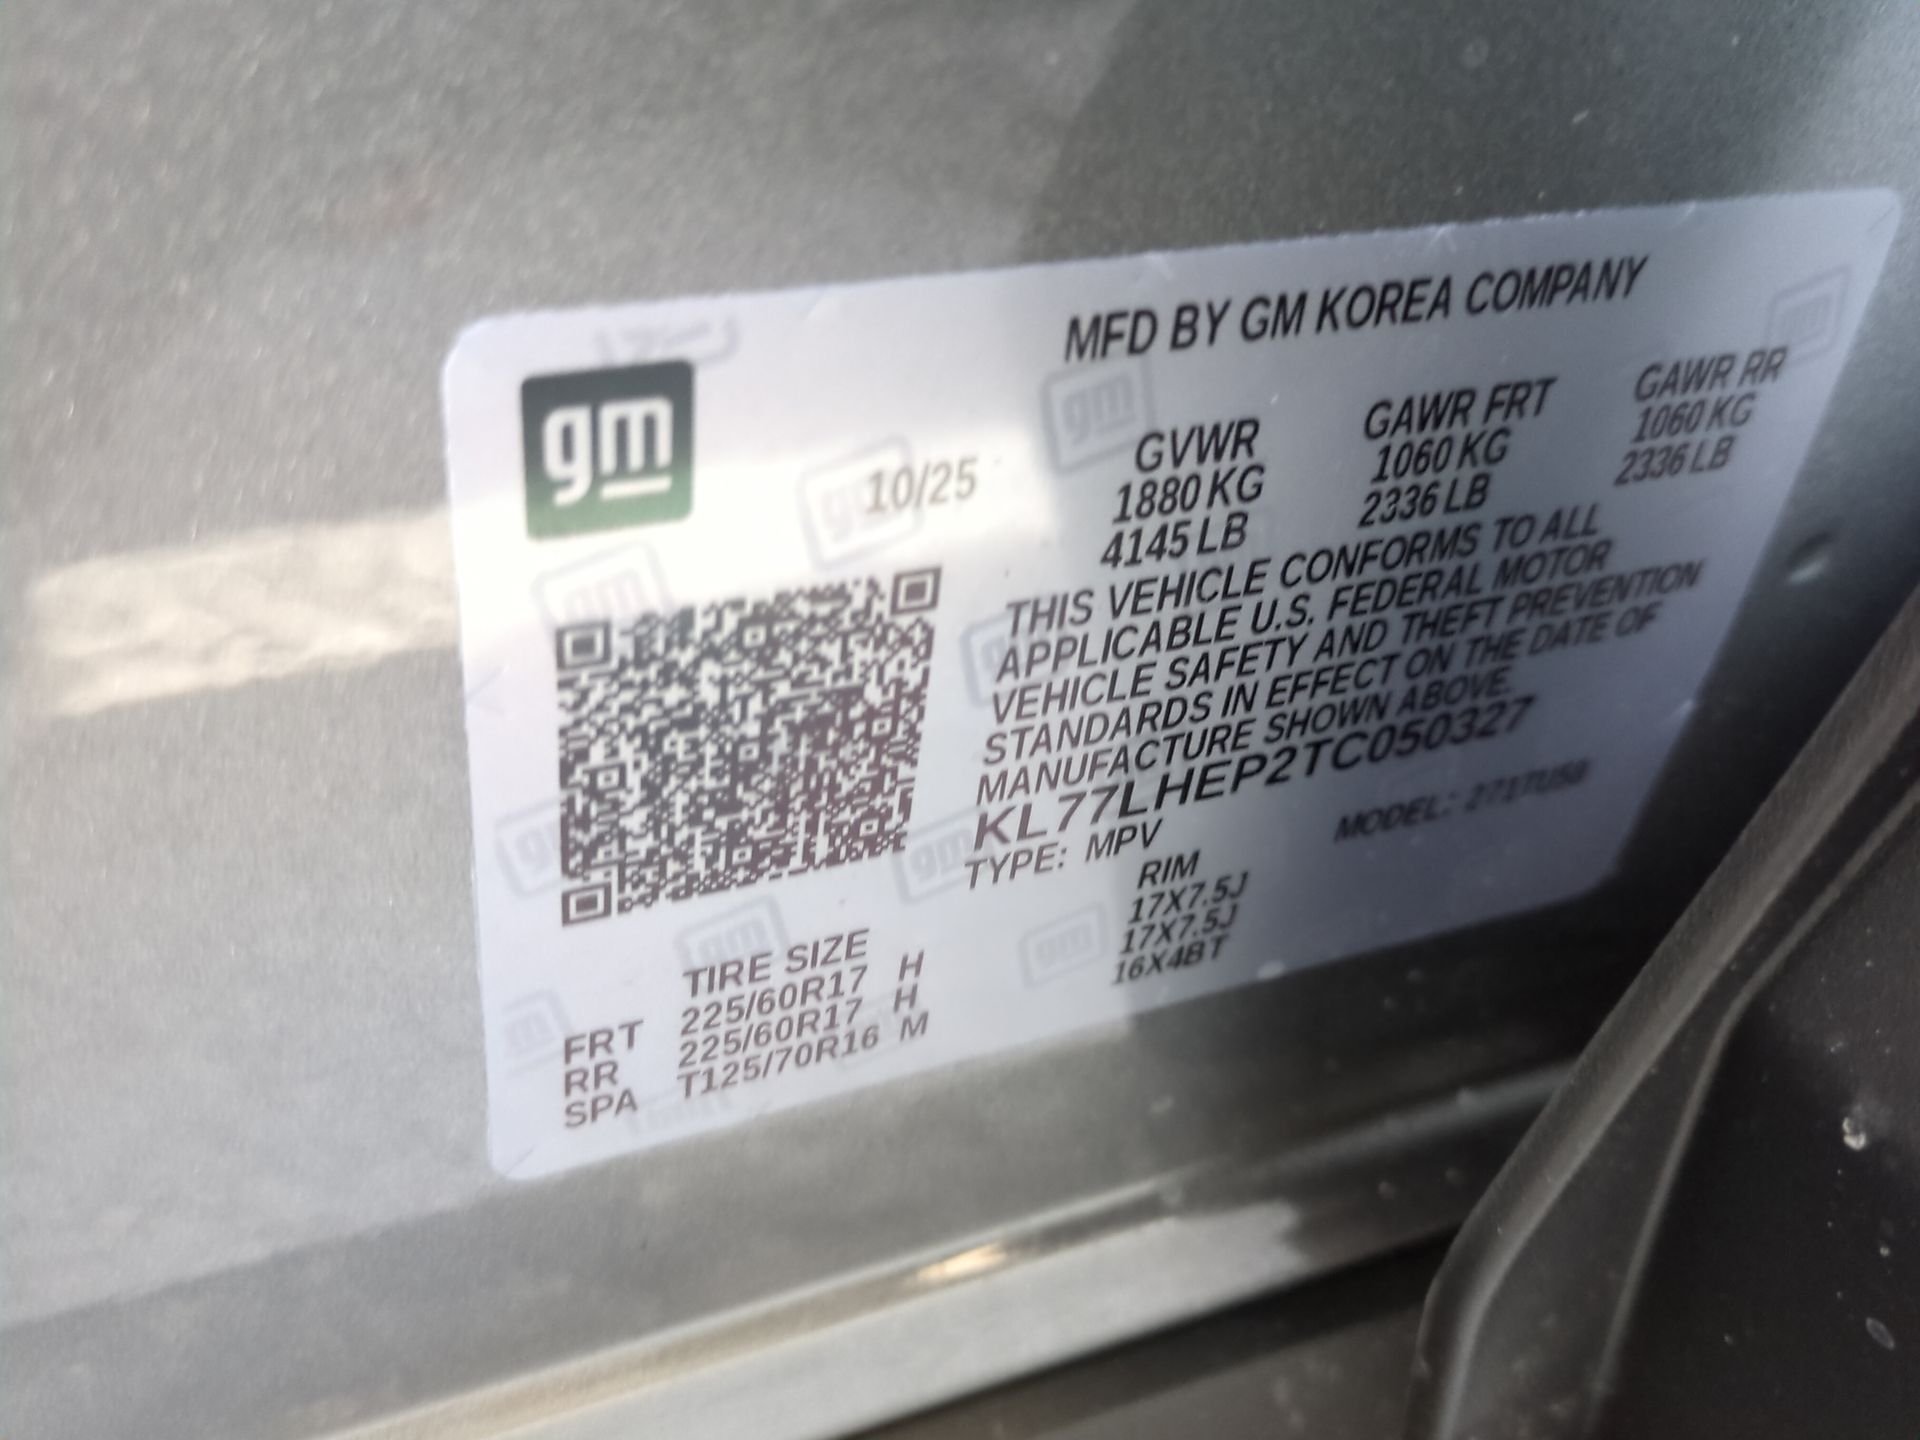 gm
10/25
MFD BY GM KOREA COMPANY
GVWR GAWR FRT GAWR RR
1880 KG 1060 KG 1060 KG
4145 LB 2336 LB 2336 LB
THIS VEHICLE CONFORMS TO ALL
APPLICABLE U.S. FEDERAL MOTOR
VEHICLE SAFETY AND THEFT PREVENTION
STANDARDS IN EFFECT ON THE DATE OF
MANUFACTURE SHOWN ABOVE.
KL77LHEP2TC050327
TYPE: MPV MODEL:
TIRE SIZE RIM
FRT 225/60R17 H 17X7.5J
RR 225/60R17 H 17X7.5J
SPA T125/70R16 M 16X4BT